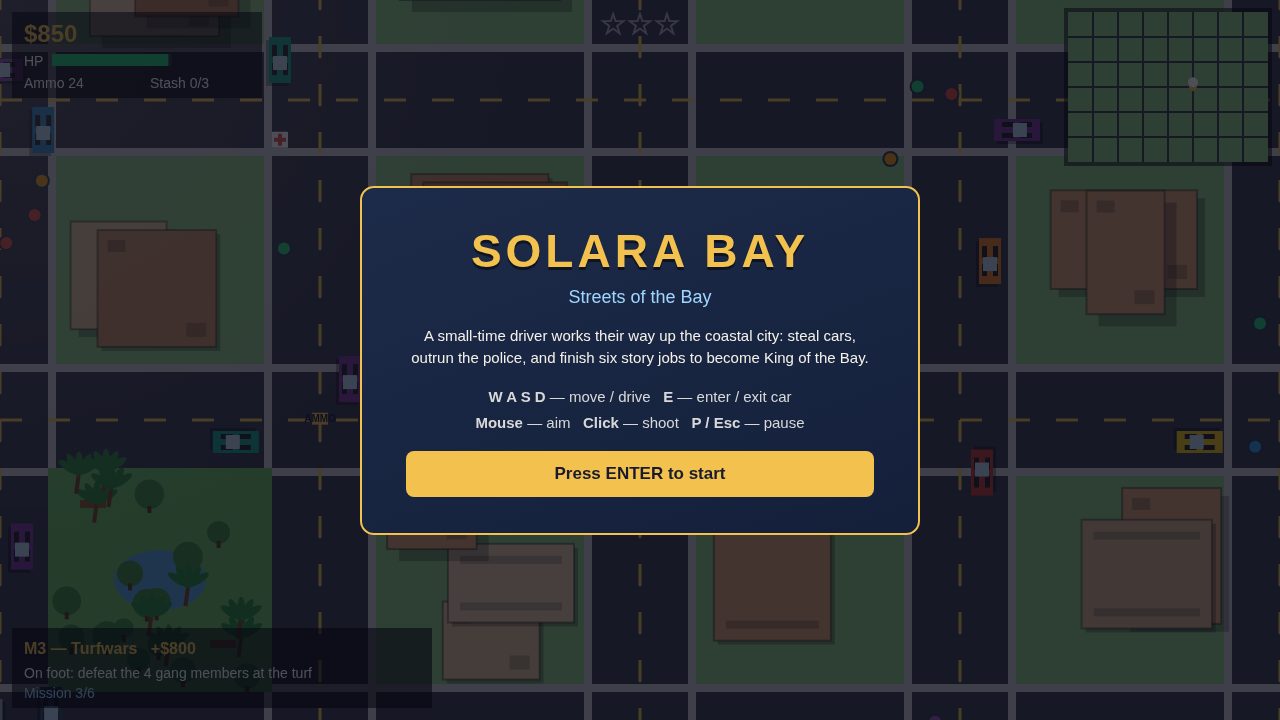 $850
HP
Ammo 24 Stash 0/3
AMMO
SOLARA BAY
Streets of the Bay
A small-time driver works their way up the coastal city: steal cars,
outrun the police, and finish six story jobs to become King of the Bay.
W A S D — move / drive E — enter / exit car
Mouse — aim Click — shoot P / Esc — pause
Press ENTER to start
M3 — Turfwars +$800
On foot: defeat the 4 gang members at the turf
Mission 3/6